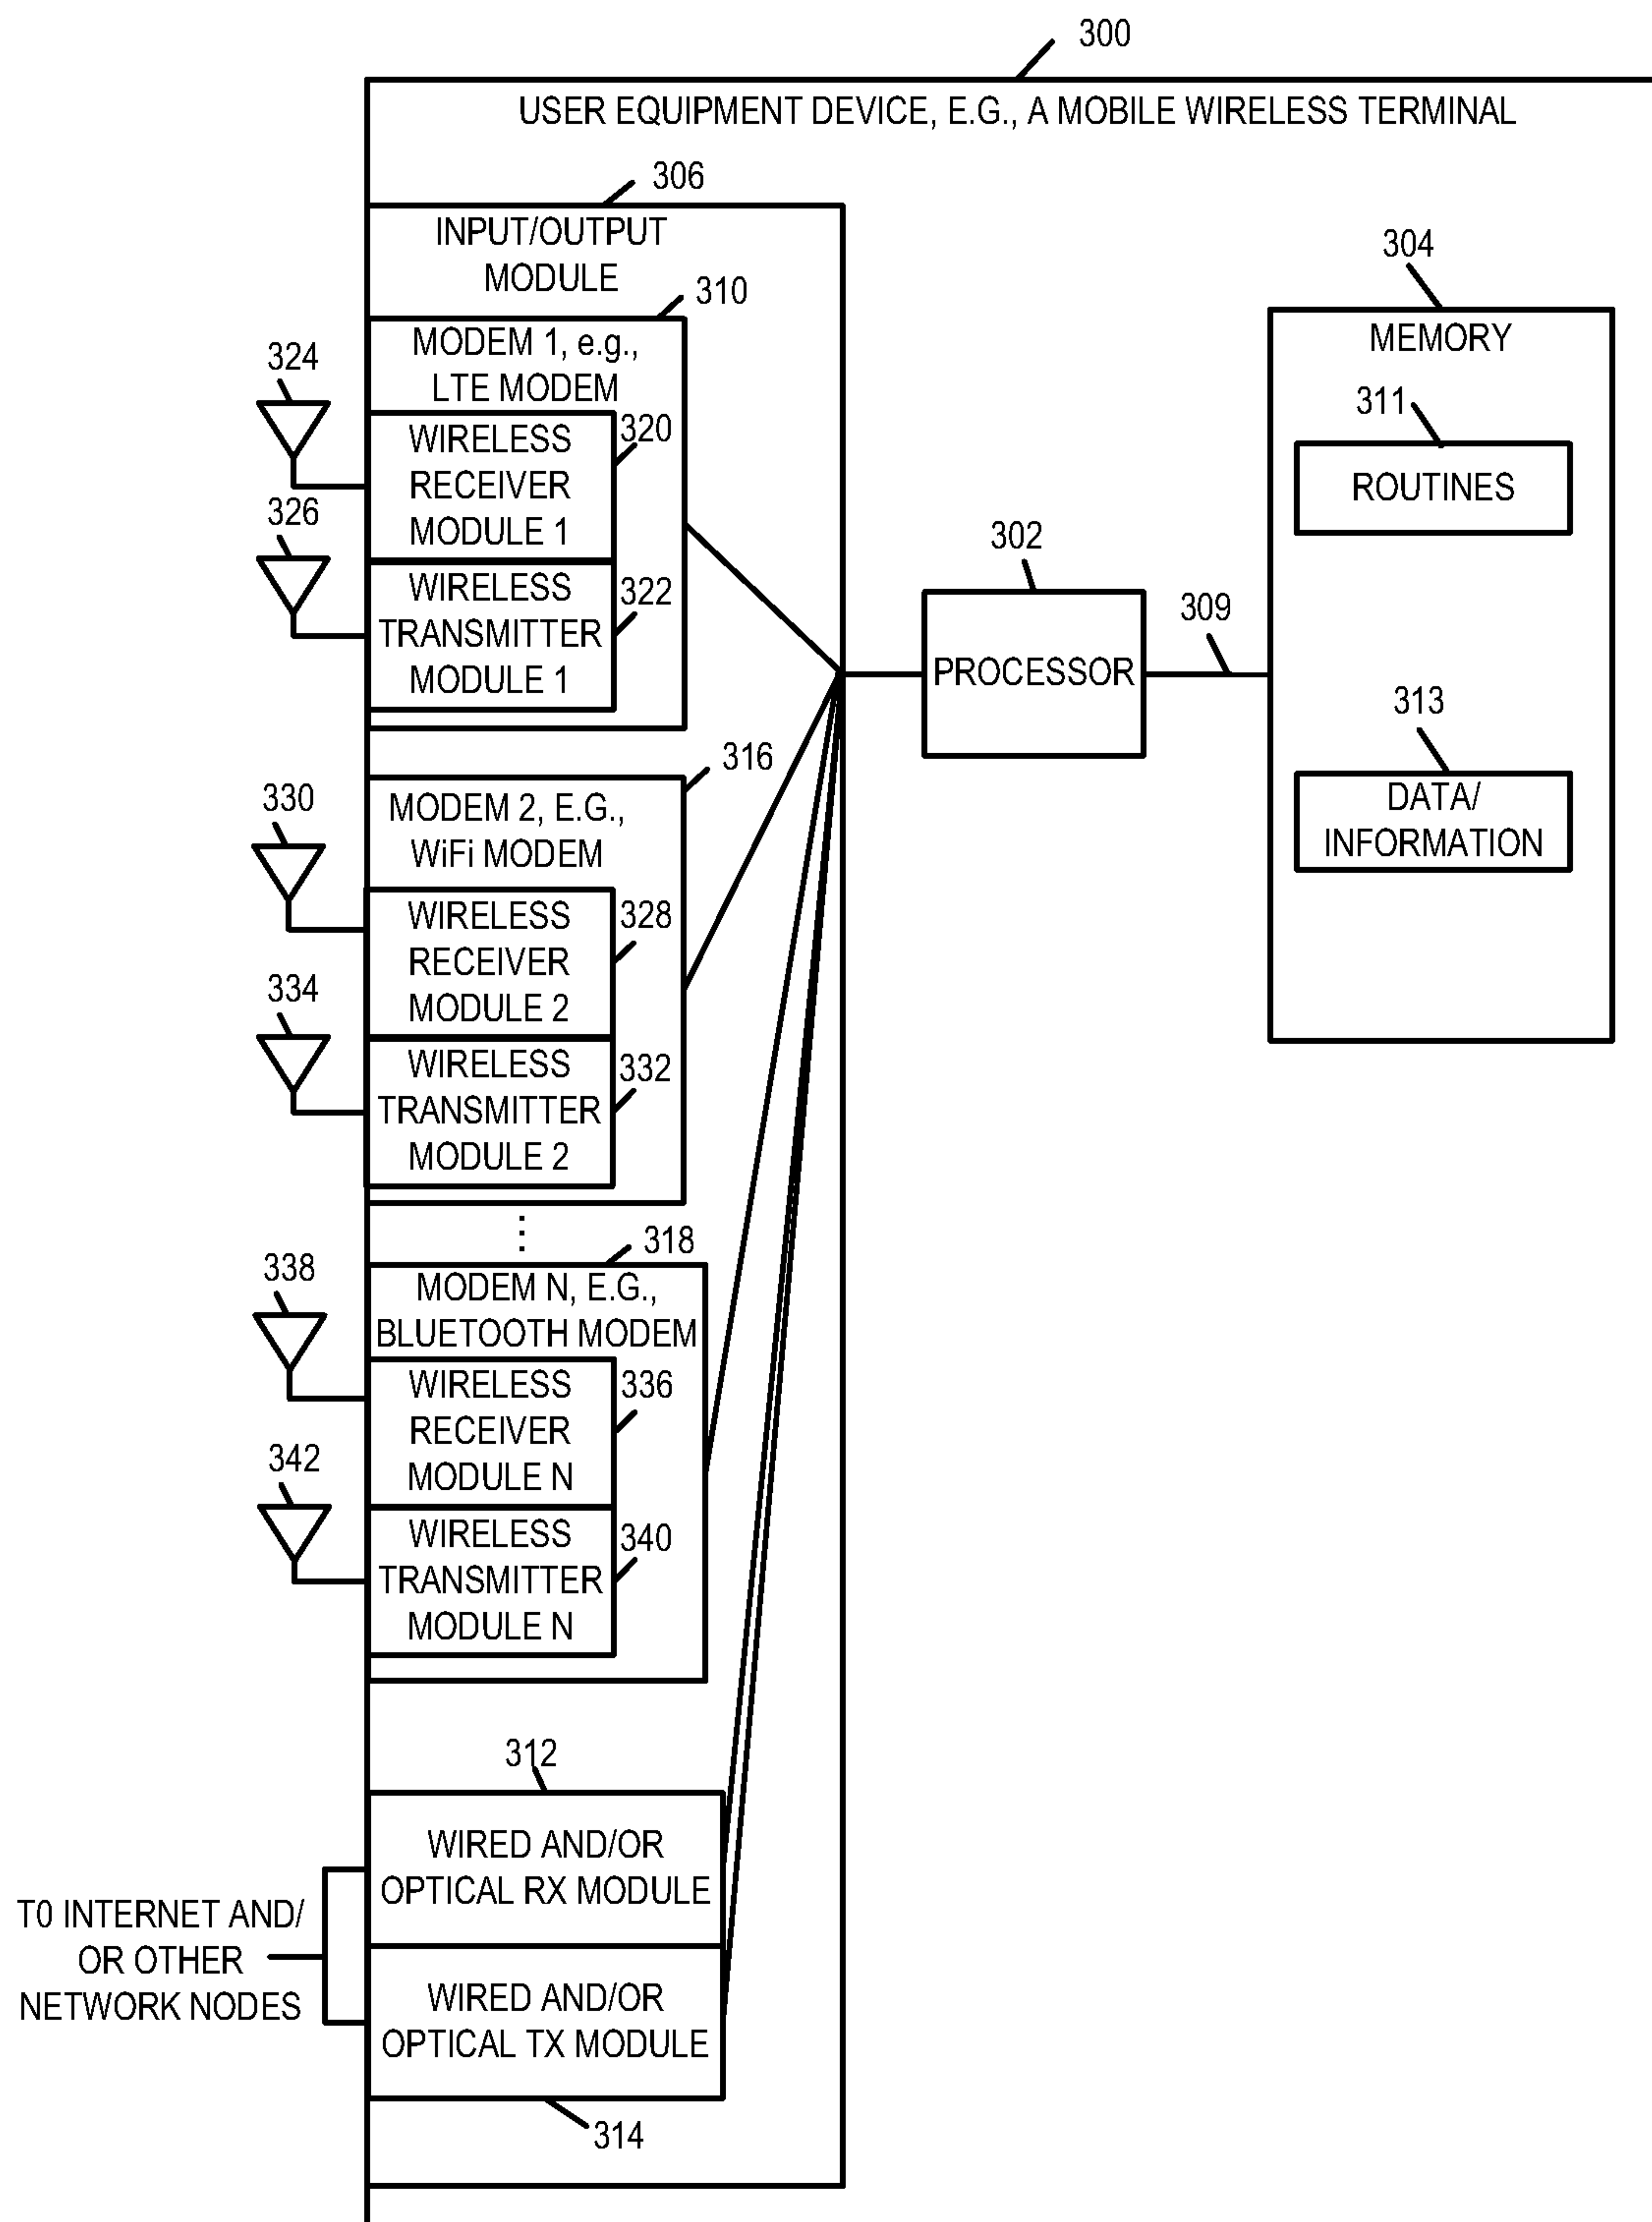 300
USER EQUIPMENT DEVICE, E.G., A MOBILE WIRELESS TERMINAL
306
INPUT/OUTPUT
MODULE
310
MODEM 1, e.g.,
LTE MODEM
324
320
WIRELESS
RECEIVER
MODULE 1
326
322
WIRELESS
TRANSMITTER
MODULE 1
316
MODEM 2, E.G.,
WiFi MODEM
330
328
WIRELESS
RECEIVER
MODULE 2
334
332
WIRELESS
TRANSMITTER
MODULE 2
⋮
318
MODEM N, E.G.,
BLUETOOTH MODEM
338
336
WIRELESS
RECEIVER
MODULE N
342
340
WIRELESS
TRANSMITTER
MODULE N
312
WIRED AND/OR
OPTICAL RX MODULE
T0 INTERNET AND/
OR OTHER
NETWORK NODES
WIRED AND/OR
OPTICAL TX MODULE
314
302
PROCESSOR
309
304
MEMORY
311
ROUTINES
313
DATA/
INFORMATION